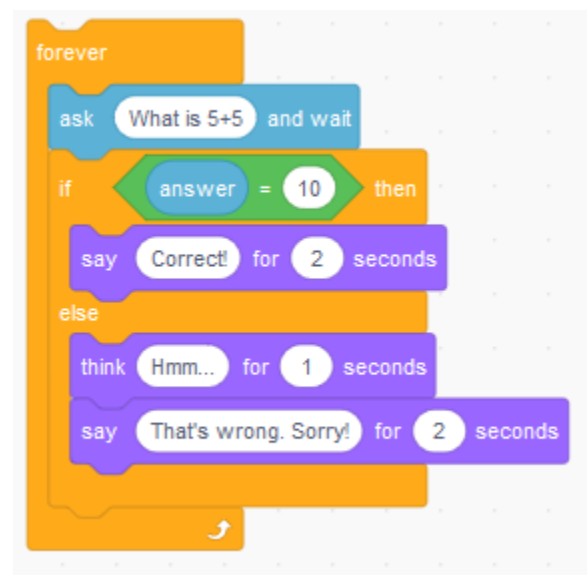 forever
ask What is 5+5 and wait
if answer = 10 then
say Correct! for 2 seconds
else
think Hmm... for 1 seconds
say That's wrong. Sorry! for 2 seconds